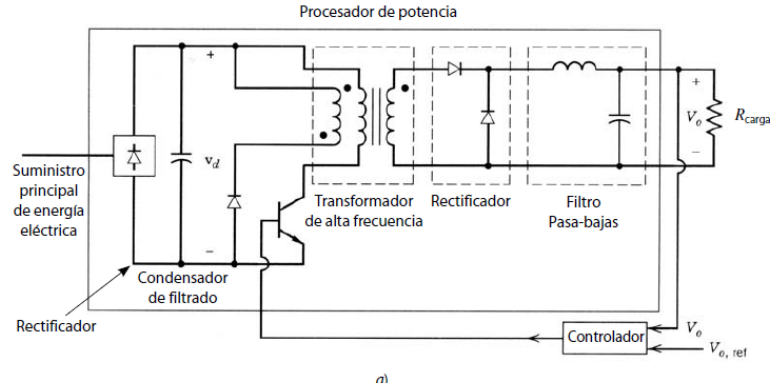 Procesador de potencia
+
v_d
−
Suministro
principal
de energía
eléctrica
Condensador
de filtrado
Rectificador
Transformador
de alta frecuencia
Rectificador
Filtro
Pasa-bajas
+
V_o
−
R_carga
Controlador
V_o
V_o, ref
a)